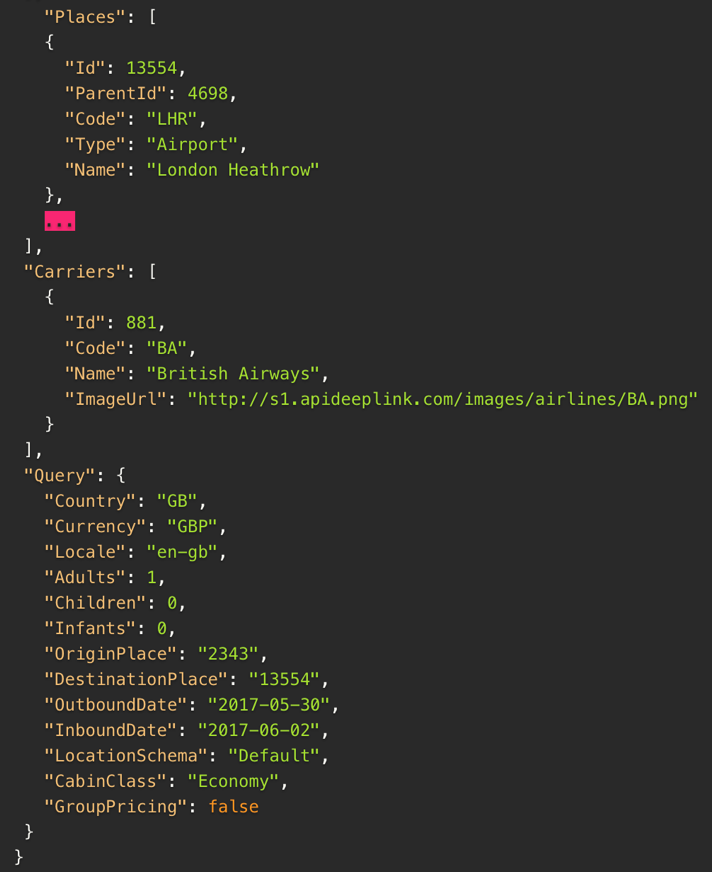 "Places": [
{
"Id": 13554,
"ParentId": 4698,
"Code": "LHR",
"Type": "Airport",
"Name": "London Heathrow"
},
...
],
"Carriers": [
{
"Id": 881,
"Code": "BA",
"Name": "British Airways",
"ImageUrl": "http://s1.apideeplink.com/images/airlines/BA.png"
}
],
"Query": {
"Country": "GB",
"Currency": "GBP",
"Locale": "en-gb",
"Adults": 1,
"Children": 0,
"Infants": 0,
"OriginPlace": "2343",
"DestinationPlace": "13554",
"OutboundDate": "2017-05-30",
"InboundDate": "2017-06-02",
"LocationSchema": "Default",
"CabinClass": "Economy",
"GroupPricing": false
}
}